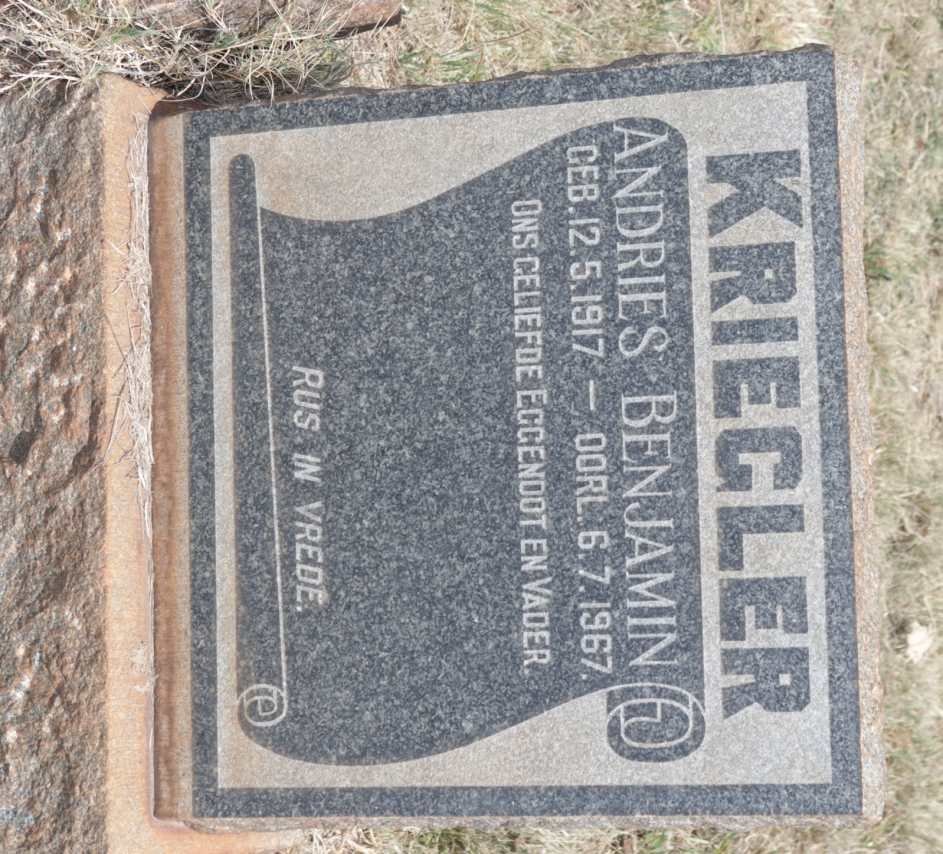 KRIEGLER
ANDRIES BENJAMIN
GEB. 12.5.1917 — OORL. 6.7.1967.
ONS GELIEFDE EGGENOOT EN VADER.
RUS IN VREDE.